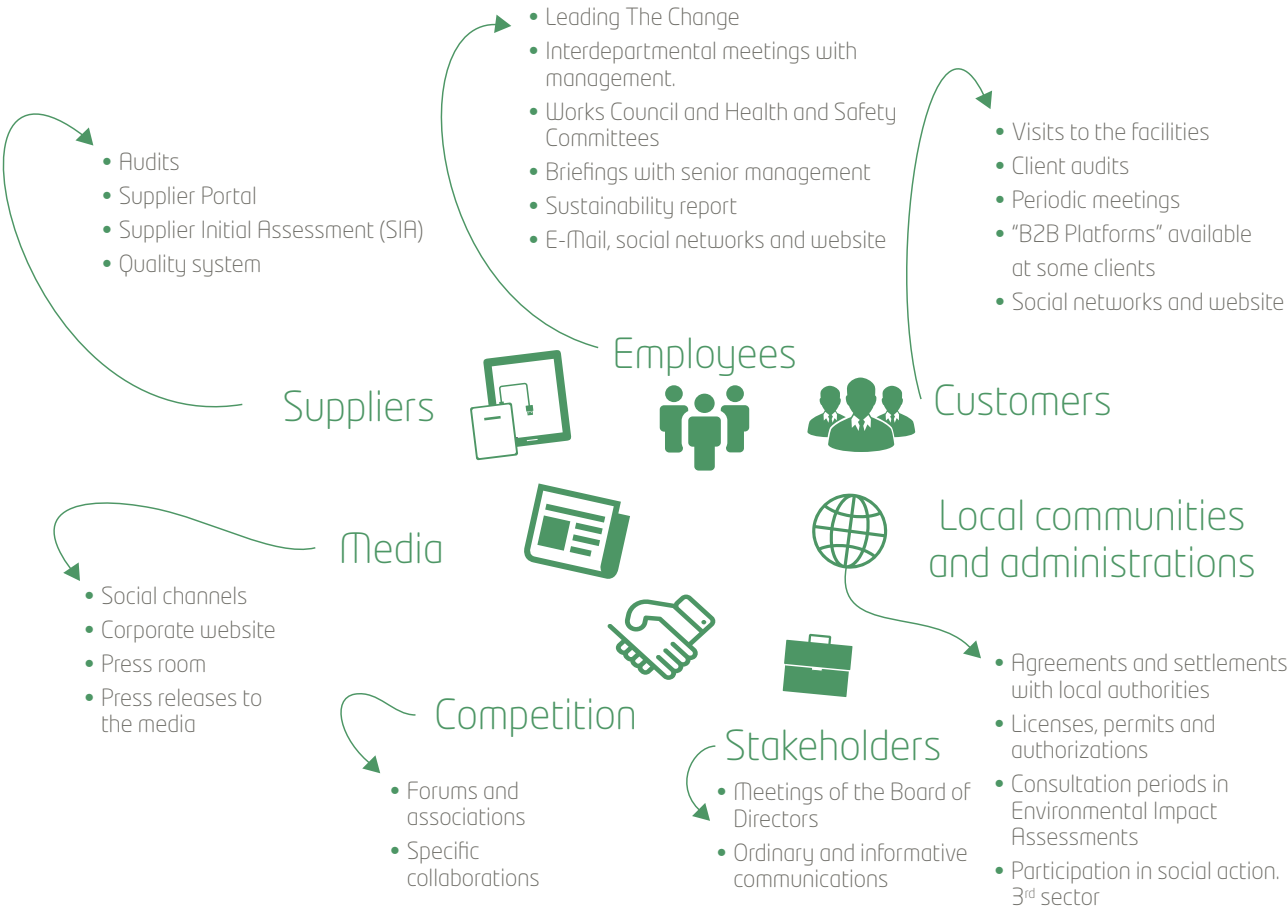 • Leading The Change
• Interdepartmental meetings with
management.
• Works Council and Health and Safety
Committees
• Briefings with senior management
• Sustainability report
• E-Mail, social networks and website
Employees
• Audits
• Supplier Portal
• Supplier Initial Assessment (SIA)
• Quality system
Suppliers
• Visits to the facilities
• Client audits
• Periodic meetings
• “B2B Platforms” available
at some clients
• Social networks and website
Customers
Media
• Social channels
• Corporate website
• Press room
• Press releases to
the media
Local communities
and administrations
• Agreements and settlements
with local authorities
• Licenses, permits and
authorizations
• Consultation periods in
Environmental Impact
Assessments
• Participation in social action.
3rd sector
Competition
• Forums and
associations
• Specific
collaborations
Stakeholders
• Meetings of the Board of
Directors
• Ordinary and informative
communications